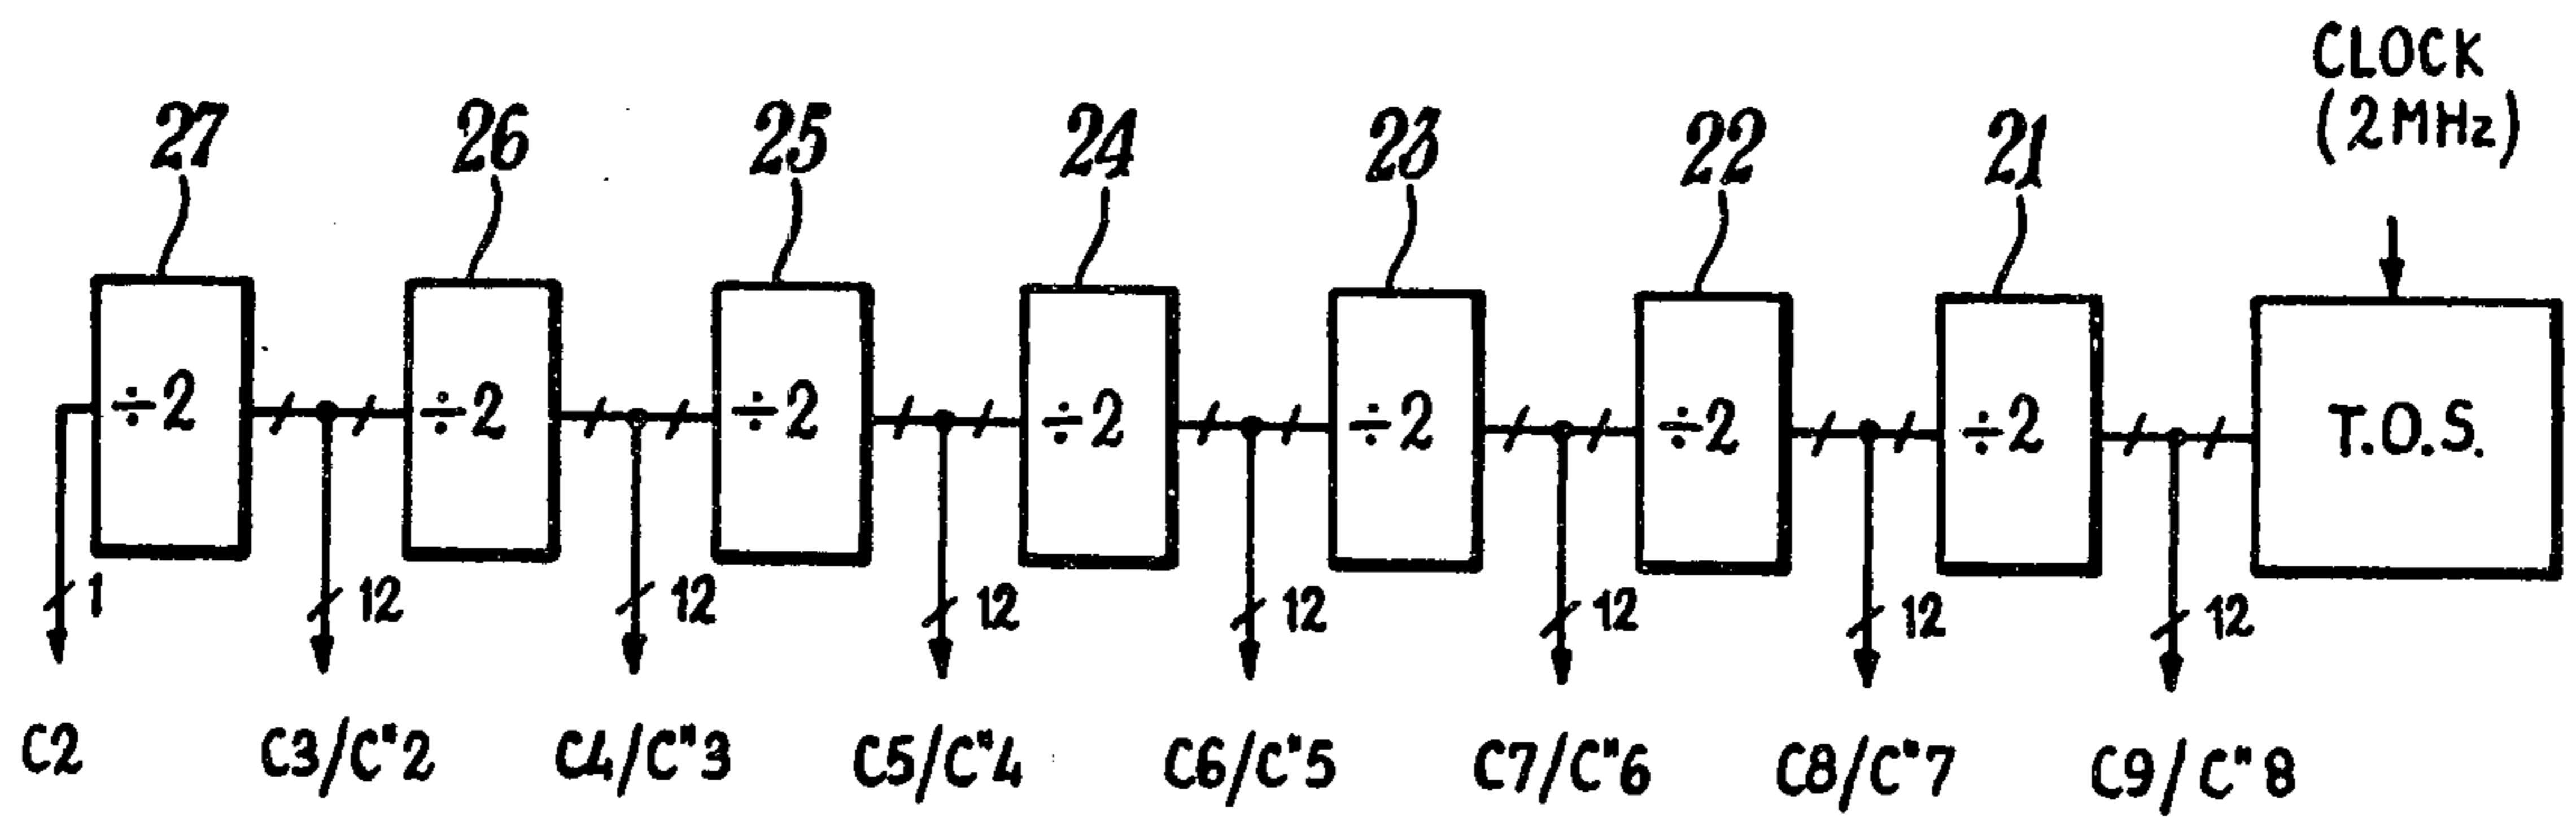 CLOCK
(2MHz)
27 26 25 24 23 22 21
÷2 ÷2 ÷2 ÷2 ÷2 ÷2 ÷2 T.O.S.
1 12 12 12 12 12 12 12
C2 C3/C"2 C4/C"3 C5/C"4 C6/C"5 C7/C"6 C8/C"7 C9/C"8